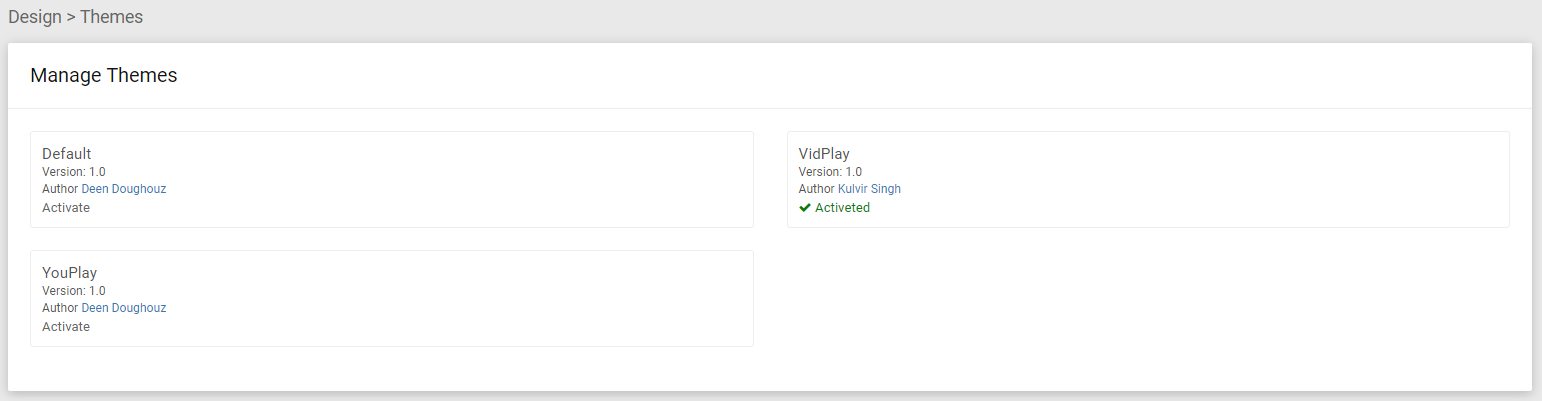 Design > Themes
Manage Themes
Default
Version: 1.0
Author Deen Doughouz
Activate
VidPlay
Version: 1.0
Author Kulvir Singh
Activeted
YouPlay
Version: 1.0
Author Deen Doughouz
Activate